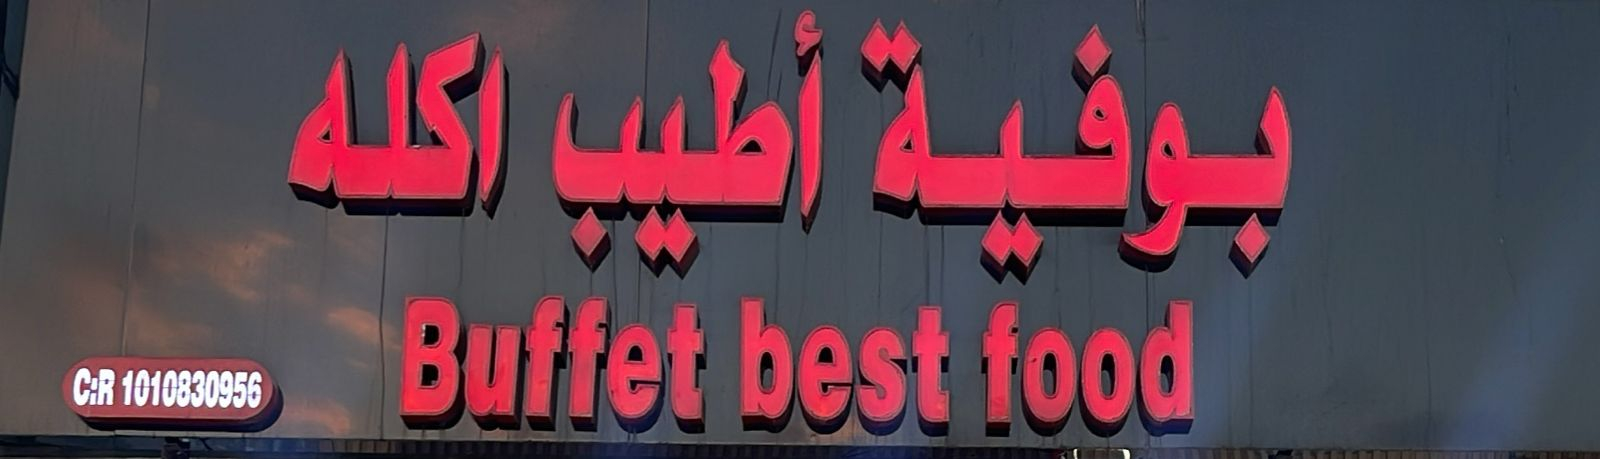 بوفية أطيب اكله
Buffet best food
C:R 1010830956